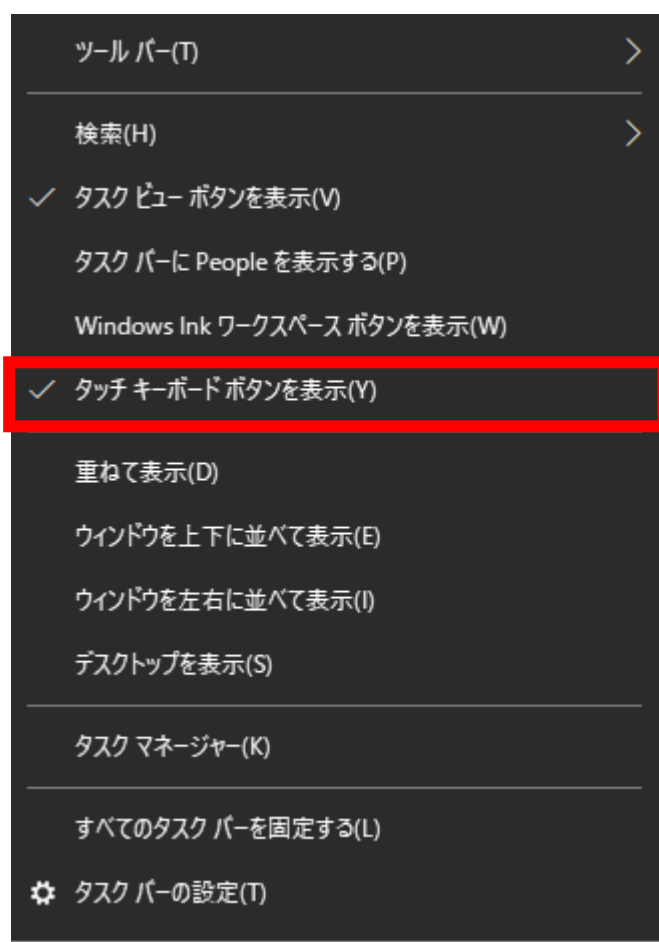 ツール バー(T)
検索(H)
タスク ビュー ボタンを表示(V)
タスク バーに People を表示する(P)
Windows Ink ワークスペース ボタンを表示(W)
タッチ キーボード ボタンを表示(Y)
重ねて表示(D)
ウィンドウを上下に並べて表示(E)
ウィンドウを左右に並べて表示(I)
デスクトップを表示(S)
タスク マネージャー(K)
すべてのタスク バーを固定する(L)
タスク バーの設定(T)